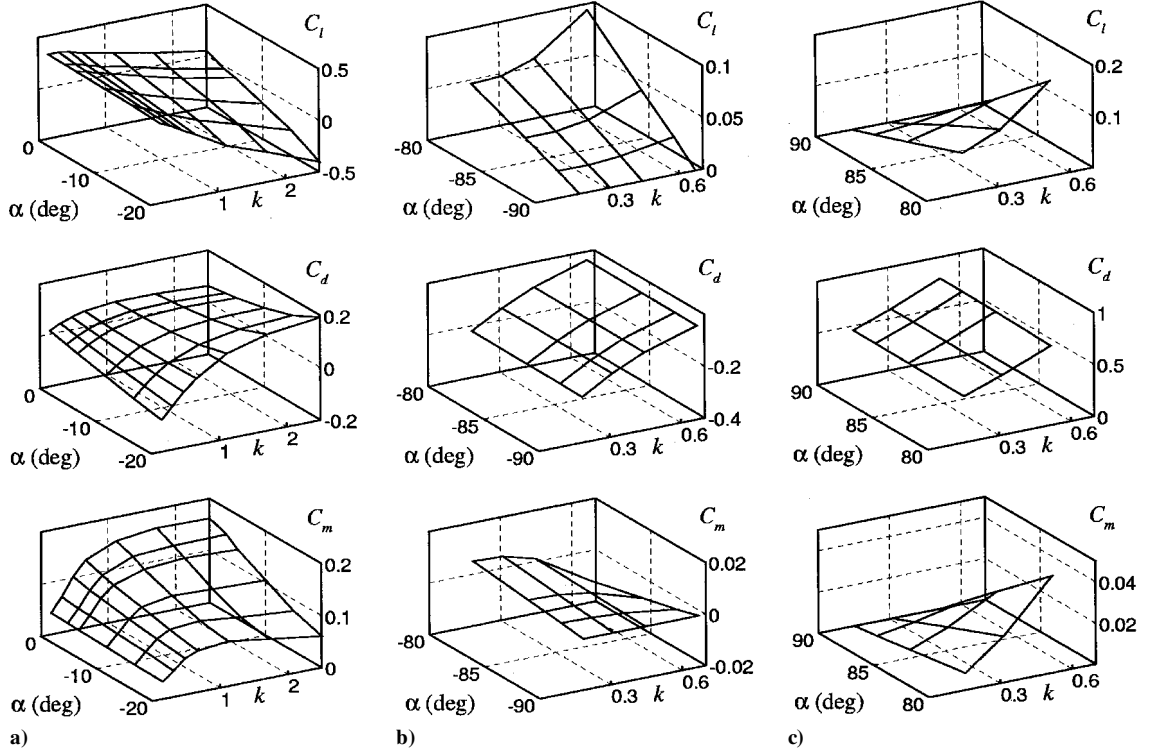 C_l
C_l
C_l
0.5
0
-0.5
0
-10
-20
1
2
α (deg)
k
0.1
0.05
0
-80
-85
-90
0.3
0.6
α (deg)
k
0.2
0.1
90
85
80
0.3
0.6
α (deg)
k
C_d
C_d
C_d
0.2
0
-0.2
0
-10
-20
1
2
α (deg)
k
-0.2
-0.4
-80
-85
-90
0.3
0.6
α (deg)
k
1
0.5
0
90
85
80
0.3
0.6
α (deg)
k
C_m
C_m
C_m
0.2
0.1
0
0
-10
-20
1
2
α (deg)
k
0.02
0
-0.02
-80
-85
-90
0.3
0.6
α (deg)
k
0.04
0.02
90
85
80
0.3
0.6
α (deg)
k
a)
b)
c)